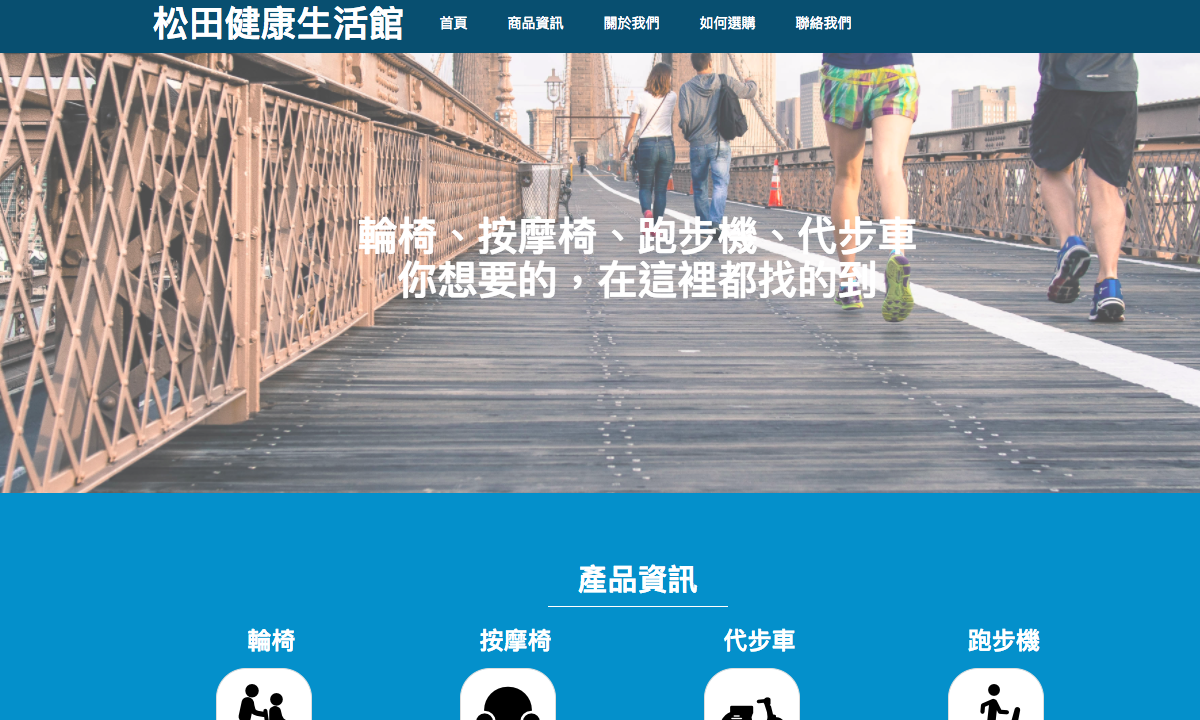 松田健康生活館
首頁
商品資訊
關於我們
如何選購
聯絡我們
輪椅、按摩椅、跑步機、代步車
你想要的，在這裡都找的到
產品資訊
輪椅
按摩椅
代步車
跑步機